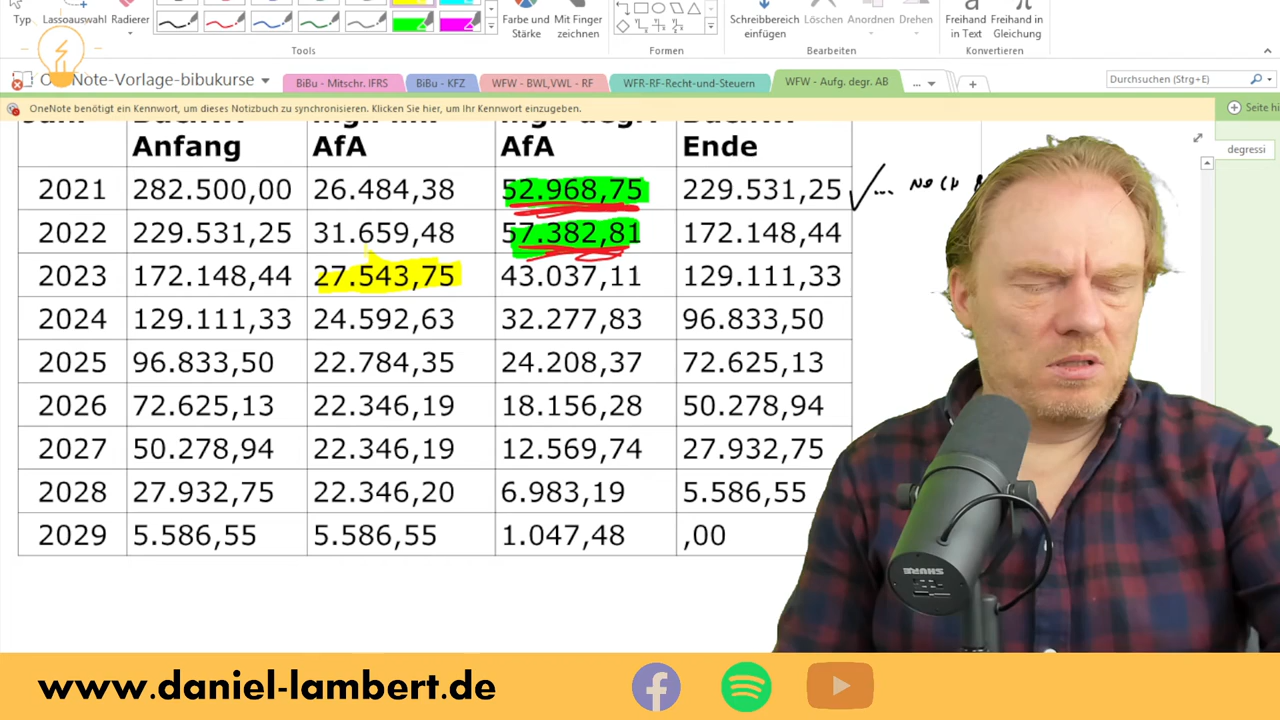 Typ Lassoauswahl Radierer
Farbe und Stärke
Mit Finger zeichnen
Schreibbereich einfügen
Löschen Anordnen Drehen
Freihand in Text
Freihand in Gleichung
Tools
Formen
Bearbeiten
Konvertieren
Note-Vorlage-bibukurse
BiBu - Mitschr. IFRS
BiBu - KFZ
WFW - BWL,VWL - RF
WFR-RF-Recht-und-Steuern
WFW - Aufg. degr. AB
...
Durchsuchen (Strg+E)
OneNote benötigt ein Kennwort, um dieses Notizbuch zu synchronisieren. Klicken Sie hier, um Ihr Kennwort einzugeben.
Seite hi
degressi
Anfang AfA AfA Ende
2021 282.500,00 26.484,38 52.968,75 229.531,25
2022 229.531,25 31.659,48 57.382,81 172.148,44
2023 172.148,44 27.543,75 43.037,11 129.111,33
2024 129.111,33 24.592,63 32.277,83 96.833,50
2025 96.833,50 22.784,35 24.208,37 72.625,13
2026 72.625,13 22.346,19 18.156,28 50.278,94
2027 50.278,94 22.346,19 12.569,74 27.932,75
2028 27.932,75 22.346,20 6.983,19 5.586,55
2029 5.586,55 5.586,55 1.047,48 ,00
SHURE
www.daniel-lambert.de